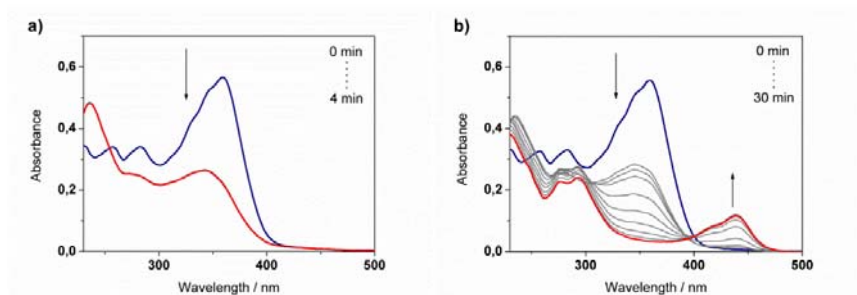 a)
0 min
4 min
0,6
0,4
0,2
0,0
Absorbance
300
400
500
Wavelength / nm
b)
0 min
30 min
0,6
0,4
0,2
0,0
Absorbance
300
400
500
Wavelength / nm